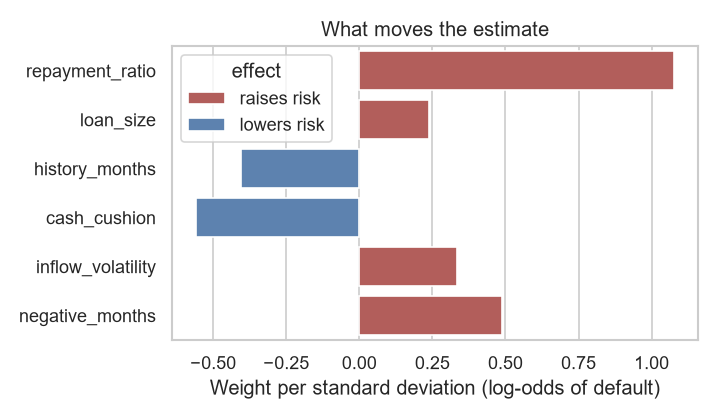 What moves the estimate
effect
raises risk
lowers risk
repayment_ratio
loan_size
history_months
cash_cushion
inflow_volatility
negative_months
−0.50 −0.25 0.00 0.25 0.50 0.75 1.00
Weight per standard deviation (log-odds of default)